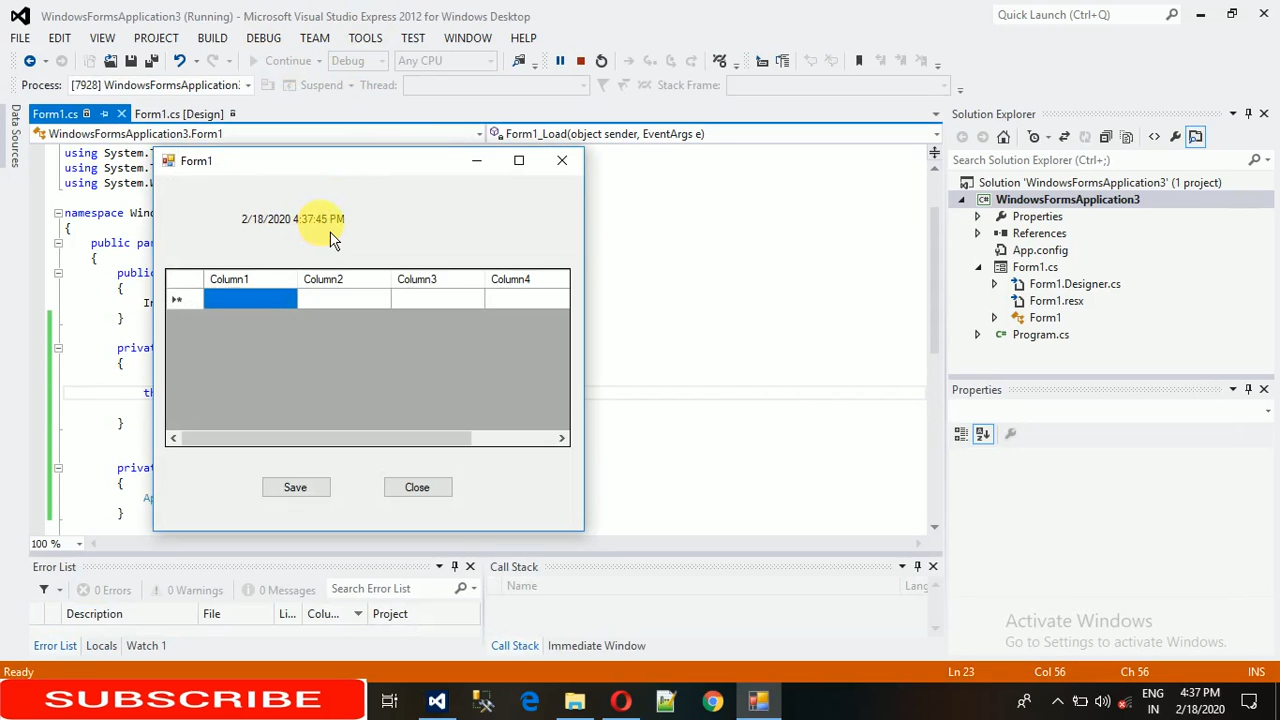 WindowsFormsApplication3 (Running) - Microsoft Visual Studio Express 2012 for Windows Desktop
Quick Launch (Ctrl+Q)
FILE EDIT VIEW PROJECT BUILD DEBUG TEAM TOOLS TEST WINDOW HELP
Continue Debug Any CPU
Process: [7928] WindowsFormsApplication3. Suspend Thread: Stack Frame:
Data Sources
Form1.cs Form1.cs [Design]
WindowsFormsApplication3.Form1 Form1_Load(object sender, EventArgs e)
using System.
using System.
using System.W
namespace Win
{
public par
{
public
{
In
}
private
{
th
}
private
{
Ap
}
Form1
2/18/2020 4:37:45 PM
Column1 Column2 Column3 Column4
Save Close
100 %
Solution Explorer
Search Solution Explorer (Ctrl+;)
Solution 'WindowsFormsApplication3' (1 project)
WindowsFormsApplication3
Properties
References
App.config
Form1.cs
Form1.Designer.cs
Form1.resx
Form1
Program.cs
Properties
Error List
0 Errors 0 Warnings 0 Messages Search Error List
Description File Li... Colu... Project
Error List Locals Watch 1
Call Stack
Name Lang
Call Stack Immediate Window
Activate Windows
Go to Settings to activate Windows.
Ready Ln 23 Col 56 Ch 56 INS
SUBSCRIBE
ENG
IN
4:37 PM
2/18/2020